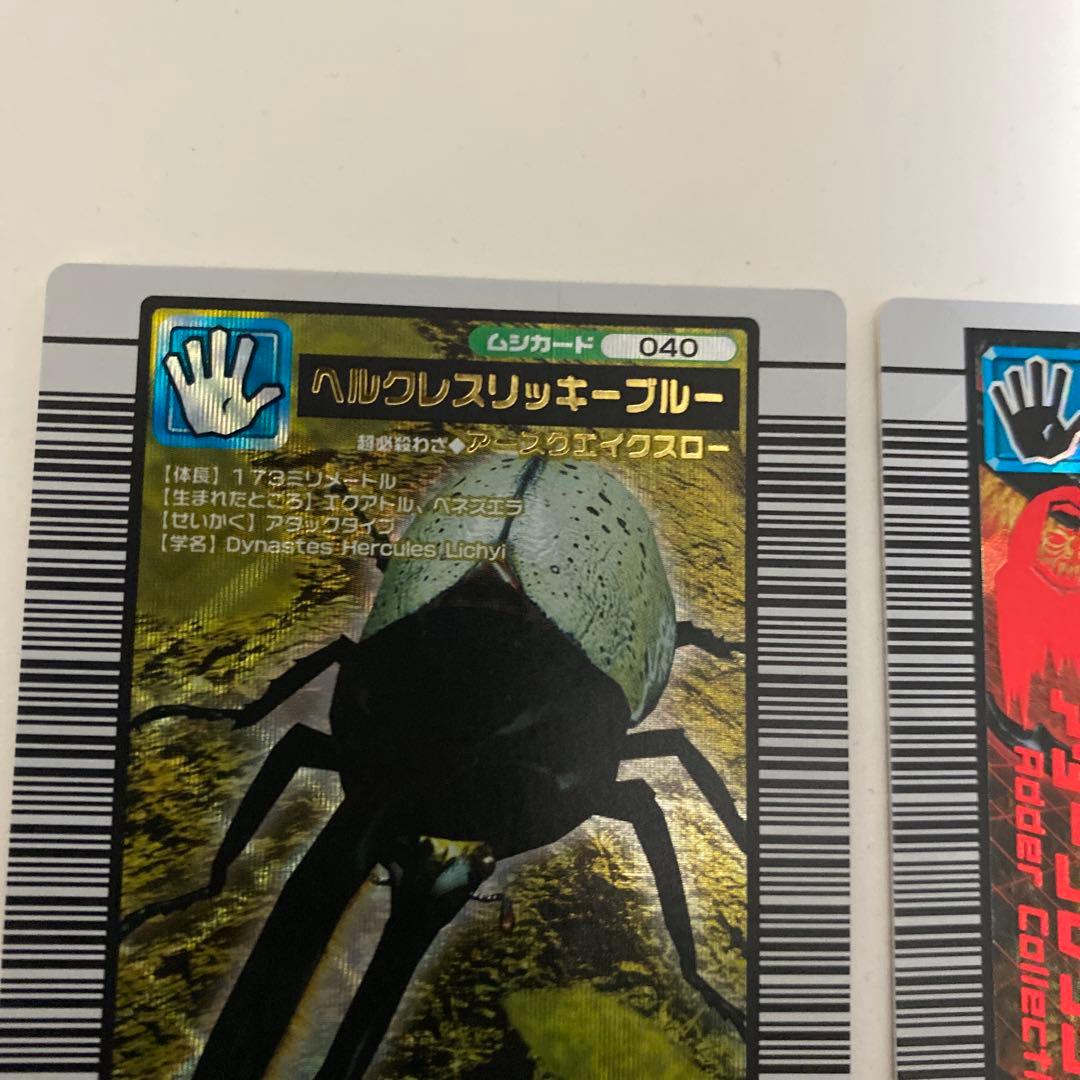 ムシカード 040
ヘルクレスリッキーブルー
超必殺わざ◆アースクエイクスロー
【体長】173ミリメートル
【生まれたところ】エクアトル、ベネズエラ
【せいかく】アタックタイプ
【学名】Dynastes Hercules Lichyi
Adder Collecti